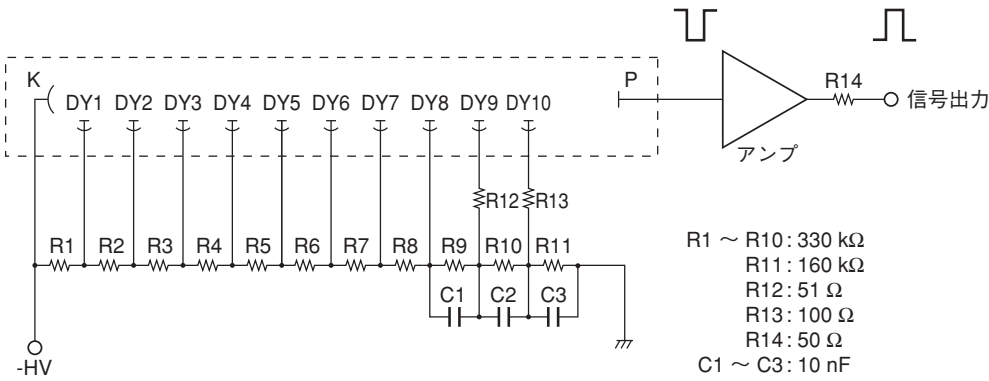 K
DY1 DY2 DY3 DY4 DY5 DY6 DY7 DY8 DY9 DY10
P
R14
信号出力
アンプ
R12 R13
R1 R2 R3 R4 R5 R6 R7 R8 R9 R10 R11
C1 C2 C3
-HV
R1 ～ R10 : 330 kΩ
R11 : 160 kΩ
R12 : 51 Ω
R13 : 100 Ω
R14 : 50 Ω
C1 ～ C3 : 10 nF